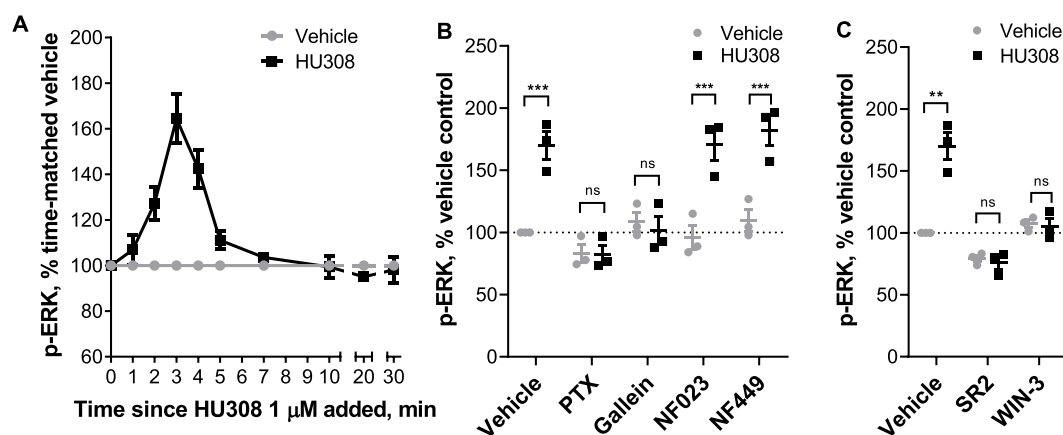 A
p-ERK, % time-matched vehicle
200
180
160
140
120
100
80
60
Vehicle
HU308
0 1 2 3 4 5 6 7 8 9 10 20 30
Time since HU308 1 μM added, min
B
p-ERK, % vehicle control
250
200
150
100
50
0
Vehicle
HU308
***
ns
ns
***
***
Vehicle
PTX
Gallein
NF023
NF449
C
p-ERK, % vehicle control
250
200
150
100
50
0
Vehicle
HU308
**
ns
ns
Vehicle
SR2
WIN-3